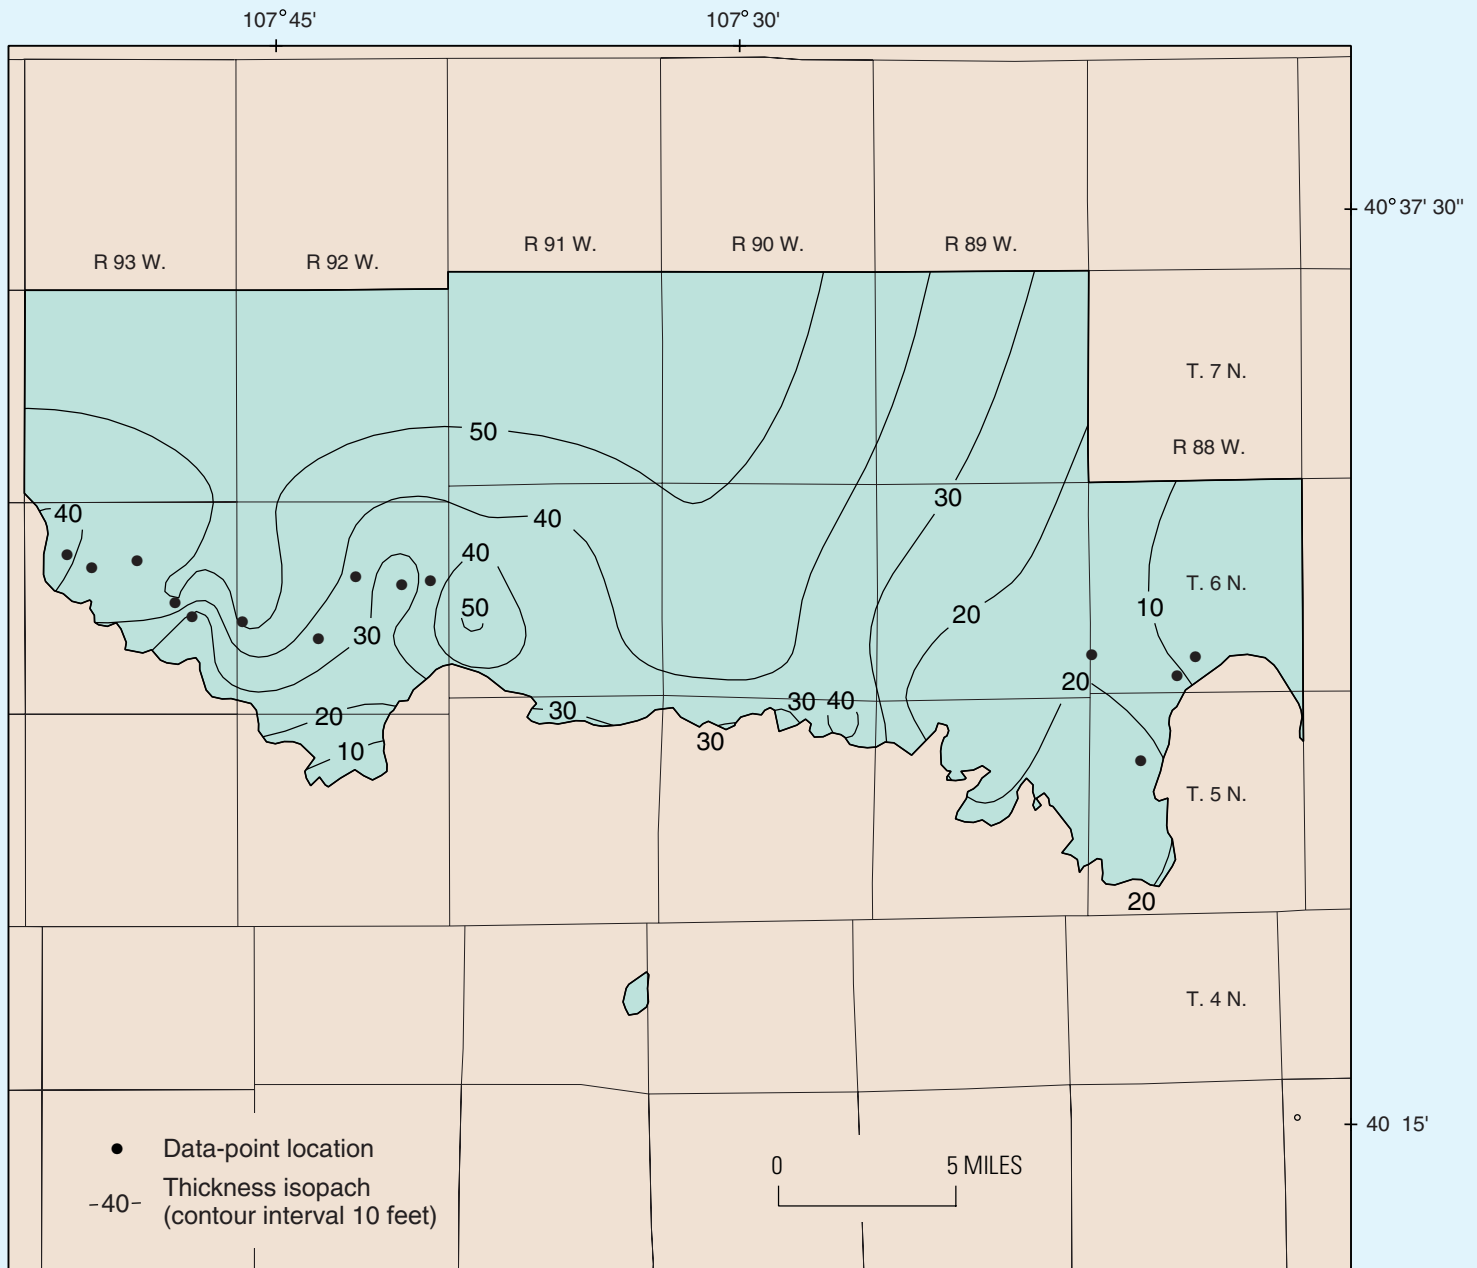 107° 45'
107° 30'
40° 37' 30"
R 93 W.
R 92 W.
R 91 W.
R 90 W.
R 89 W.
T. 7 N.
R 88 W.
50
40
40
30
40
50
20
10
T. 6 N.
30
20
30
30 40
20
10
30
T. 5 N.
20
T. 4 N.
40 15'
Data-point location
-40-
Thickness isopach
(contour interval 10 feet)
0
5 MILES